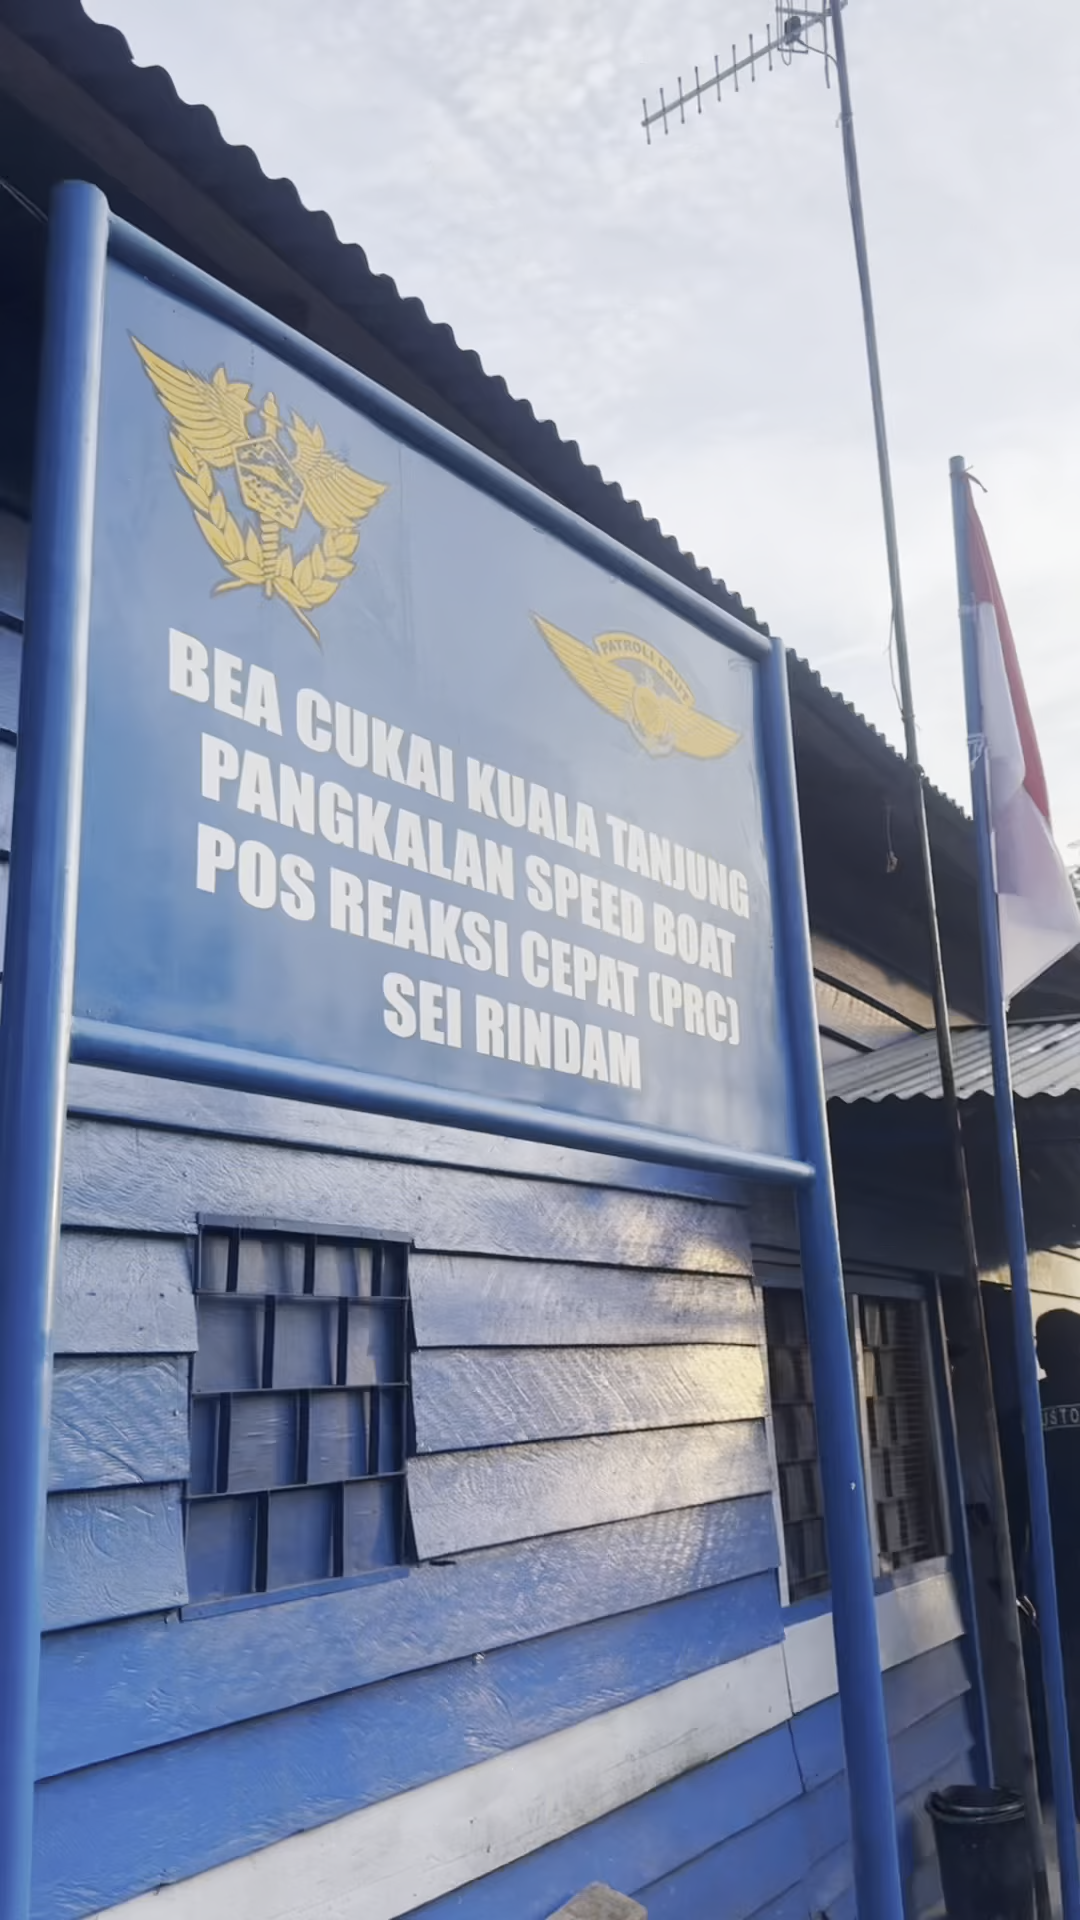 PATROLI LAUT
BEA CUKAI KUALA TANJUNG
PANGKALAN SPEED BOAT
POS REAKSI CEPAT (PRC)
SEI RINDAM